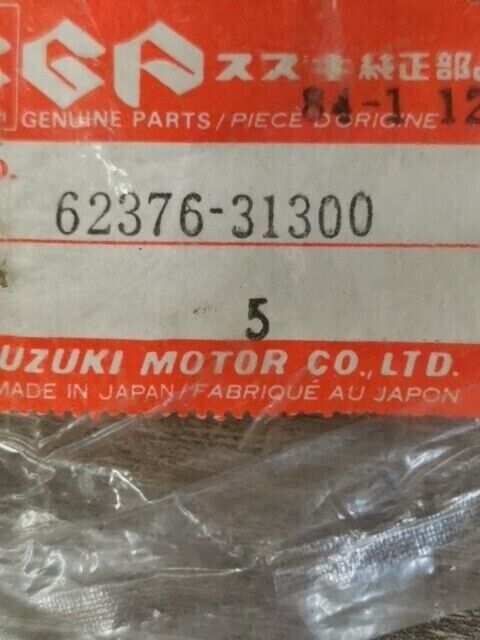 SGP スズキ純正部品
84-1 12
GENUINE PARTS / PIÈCE D'ORIGINE
O.
62376-31300
5
UZUKI MOTOR CO., LTD.
MADE IN JAPAN / FABRIQUÉ AU JAPON